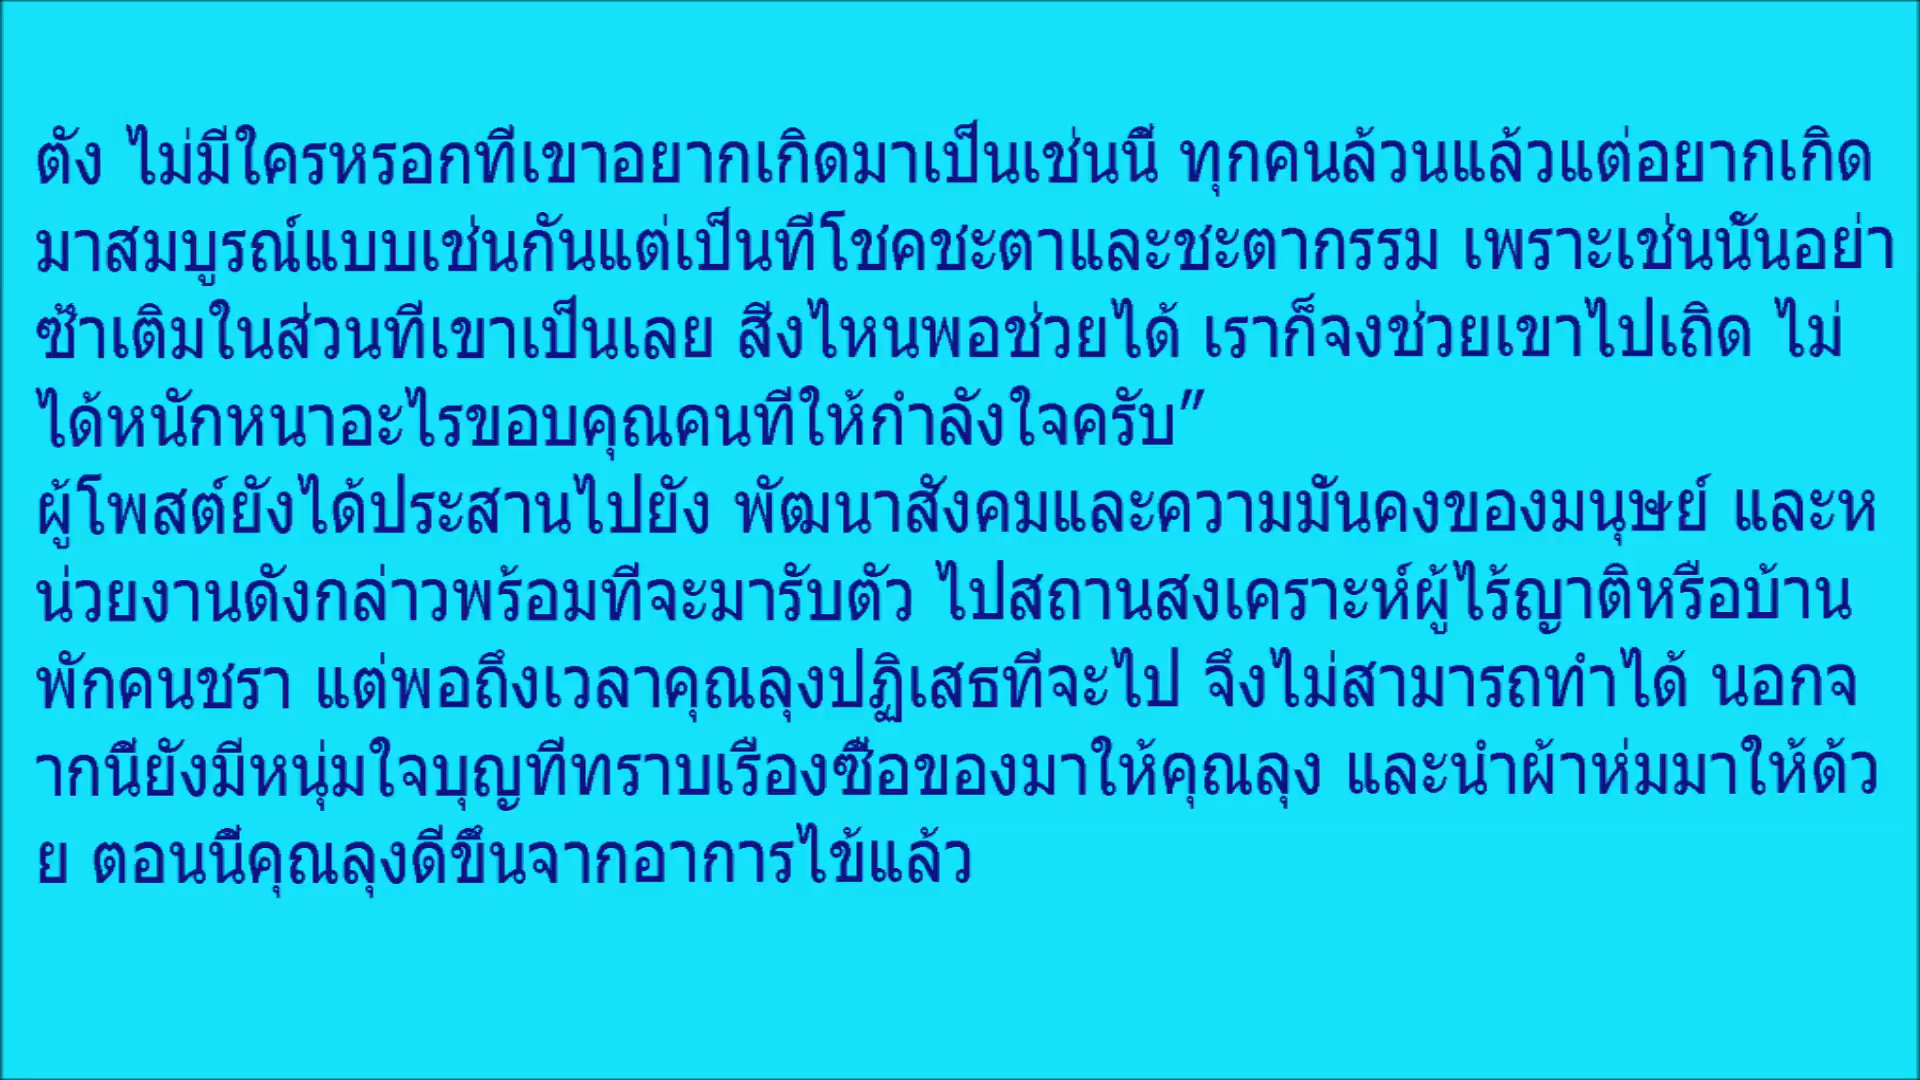 ตัง ไม่มีใครหรอกที่เขาอยากเกิดมาเป็นเช่นนี้ ทุกคนล้วนแล้วแต่อยากเกิด
มาสมบูรณ์แบบเช่นกันแต่เป็นที่โชคชะตาและชะตากรรม เพราะเช่นนั้นอย่า
ซ้ำเติมในส่วนที่เขาเป็นเลย สิ่งไหนพอช่วยได้ เราก็จงช่วยเขาไปเถิด ไม่
ได้หนักหนาอะไรขอบคุณคนที่ให้กำลังใจครับ”
ผู้โพสต์ยังได้ประสานไปยัง พัฒนาสังคมและความมั่นคงของมนุษย์ และห
น่วยงานดังกล่าวพร้อมที่จะมารับตัว ไปสถานสงเคราะห์ผู้ไร้ญาติหรือบ้าน
พักคนชรา แต่พอถึงเวลาคุณลุงปฏิเสธที่จะไป จึงไม่สามารถทำได้ นอกจ
ากนี้ยังมีหนุ่มใจบุญที่ทราบเรื่องซื้อของมาให้คุณลุง และนำผ้าห่มมาให้ด้ว
ย ตอนนี้คุณลุงดีขึ้นจากอาการไข้แล้ว